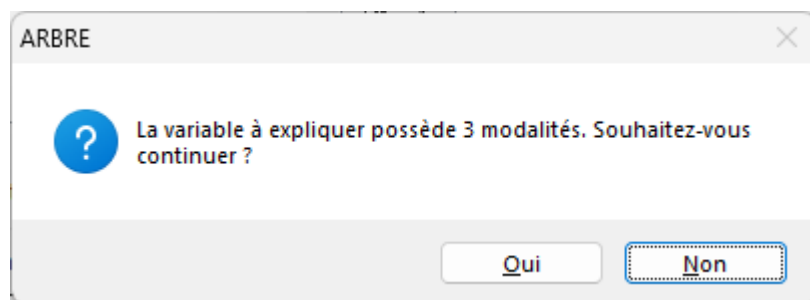 ARBRE
La variable à expliquer possède 3 modalités. Souhaitez-vous
continuer ?
Oui
Non